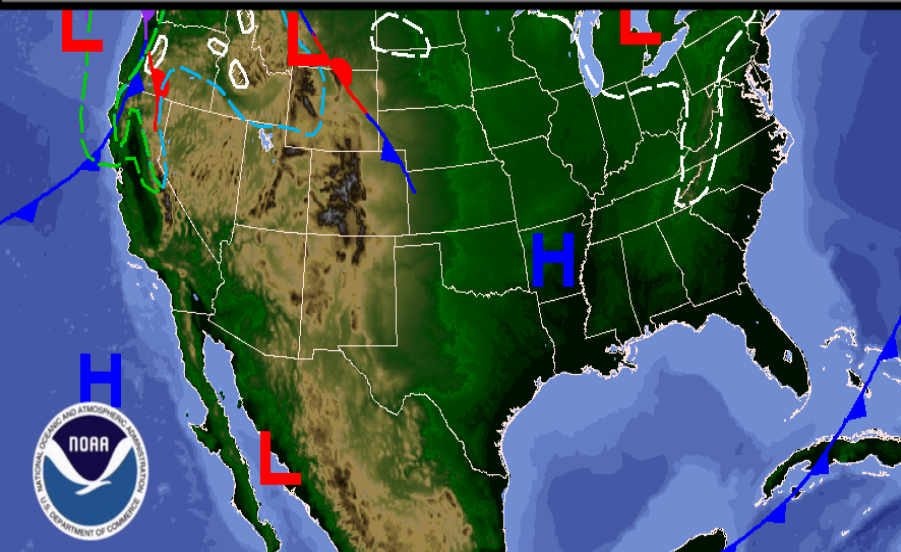 L
L
L
H
H
L
NATIONAL OCEANIC AND ATMOSPHERIC ADMINISTRATION
NOAA
U.S. DEPARTMENT OF COMMERCE